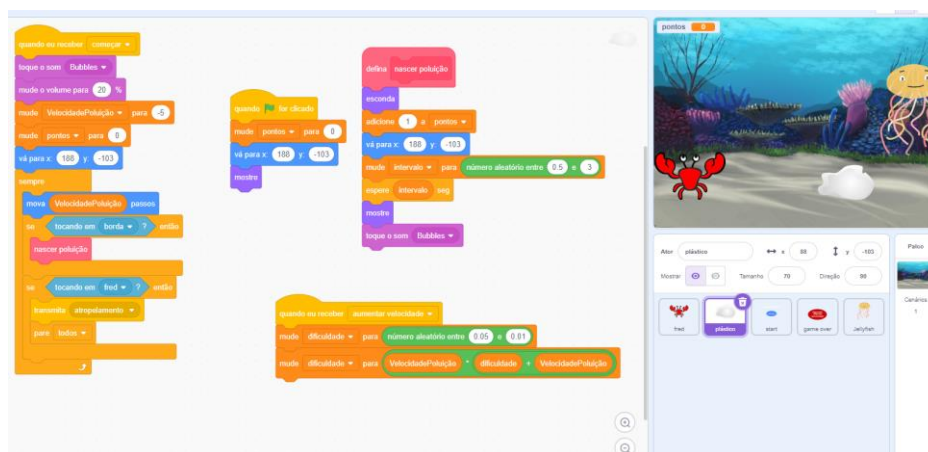 quando eu receber começar
toque o som Bubbles
mude o volume para 20 %
mude VelocidadePoluição para -5
mude pontos para 0
vá para x: 188 y: -103
sempre
mova VelocidadePoluição passos
se tocando em borda ? então
nascer poluição
se tocando em fred ? então
transmita atropelamento
pare todos
quando for clicado
mude pontos para 0
vá para x: 188 y: -103
mostre
defina nascer poluição
esconda
adicione 1 a pontos
vá para x: 188 y: -103
mude intervalo para número aleatório entre 0.5 e 3
espere intervalo seg
mostre
toque o som Bubbles
quando eu receber aumentar velocidade
mude dificuldade para número aleatório entre 0.05 e 0.01
mude dificuldade para VelocidadePoluição * dificuldade + VelocidadePoluição
pontos 0
Ator plástico x 88 y -103
Mostrar Tamanho 70 Direção 90
fred
plástico
start
game over
Jellyfish
Palco
Cenários
1